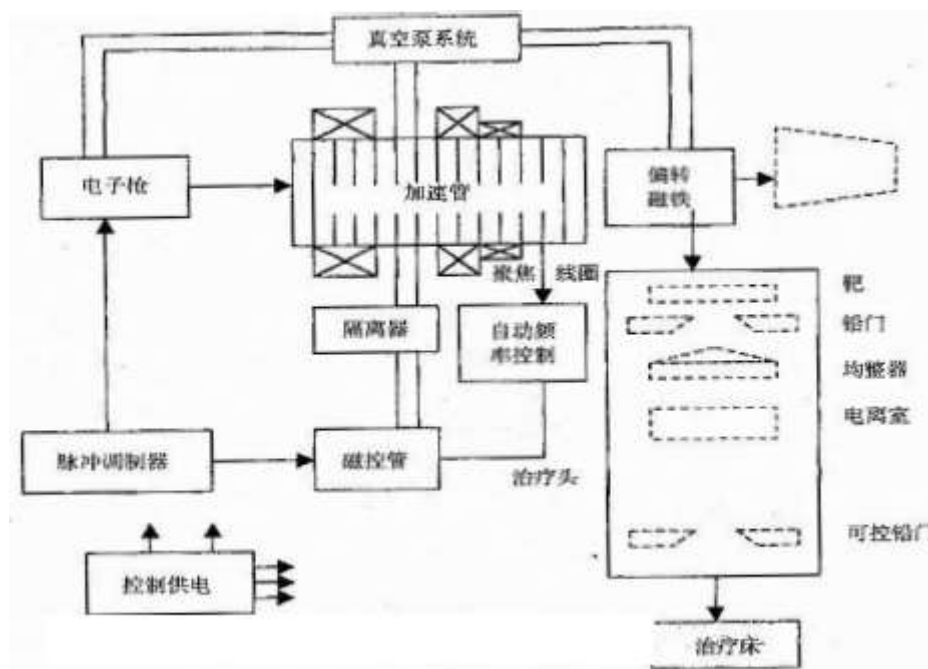 真空泵系统
电子枪
加速管
偏转
磁铁
聚焦 线圈
靶
隔离器
自动频
率控制
铅门
均整器
电离室
脉冲调制器
磁控管
治疗头
可控铅门
控制供电
治疗床